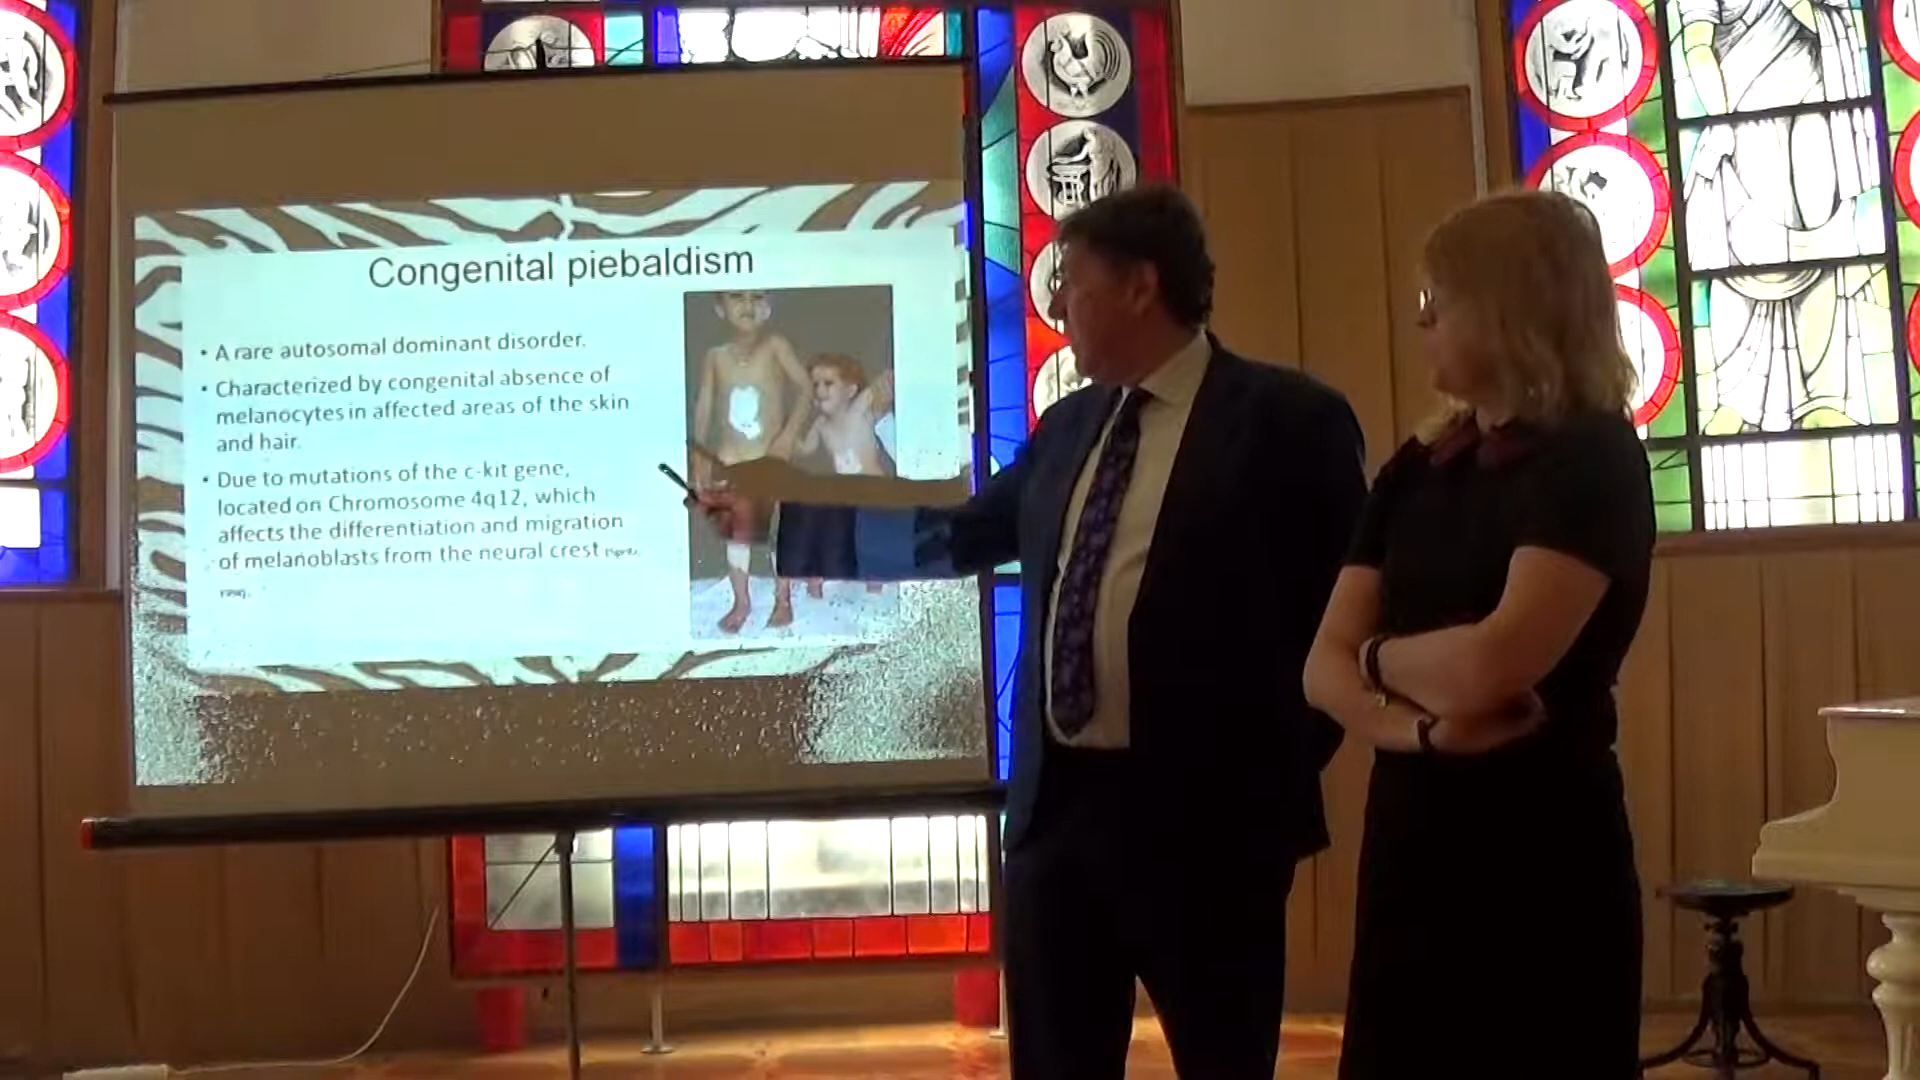 Congenital piebaldism
• A rare autosomal dominant disorder.
• Characterized by congenital absence of
melanocytes in affected areas of the skin
and hair.
• Due to mutations of the c-kit gene,
located on Chromosome 4q12, which
affects the differentiation and migration
of melanoblasts from the neural crest